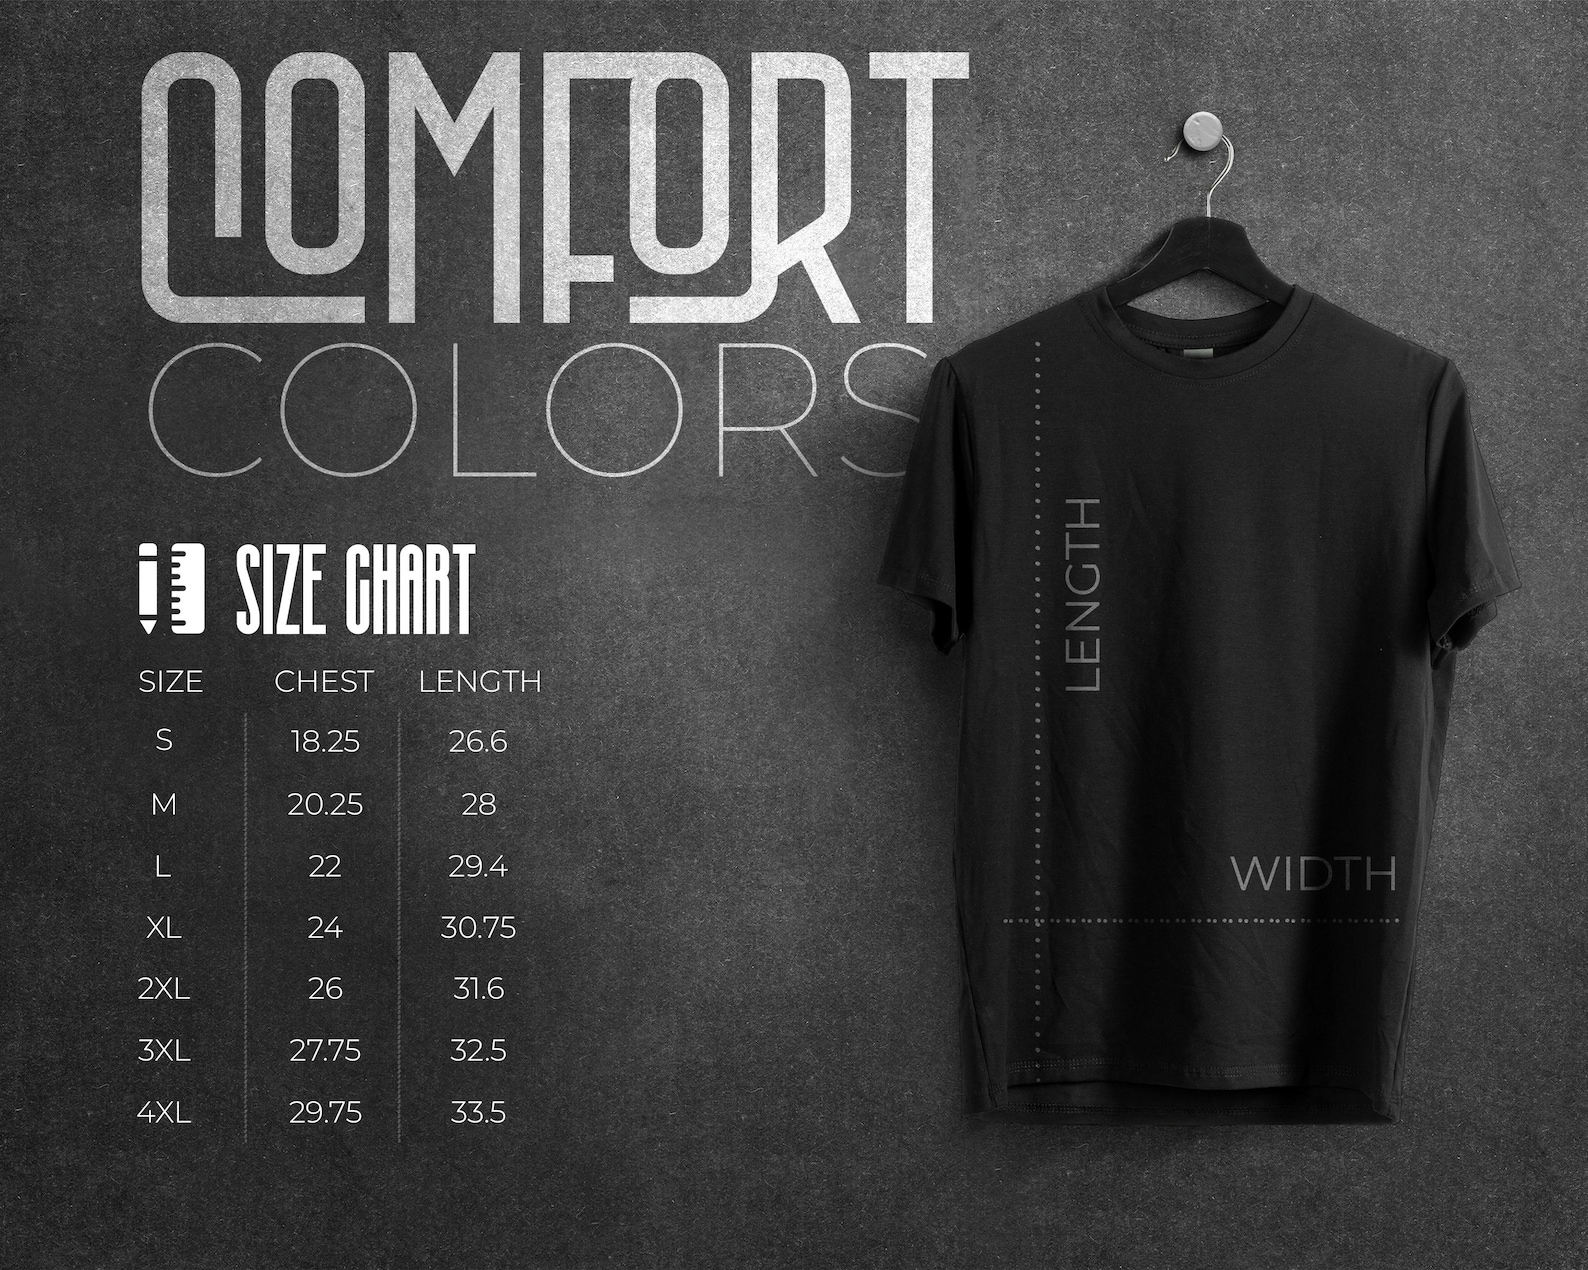 COMFORT
COLORS
SIZE CHART
SIZE CHEST LENGTH
S 18.25 26.6
M 20.25 28
L 22 29.4
XL 24 30.75
2XL 26 31.6
3XL 27.75 32.5
4XL 29.75 33.5
LENGTH
WIDTH